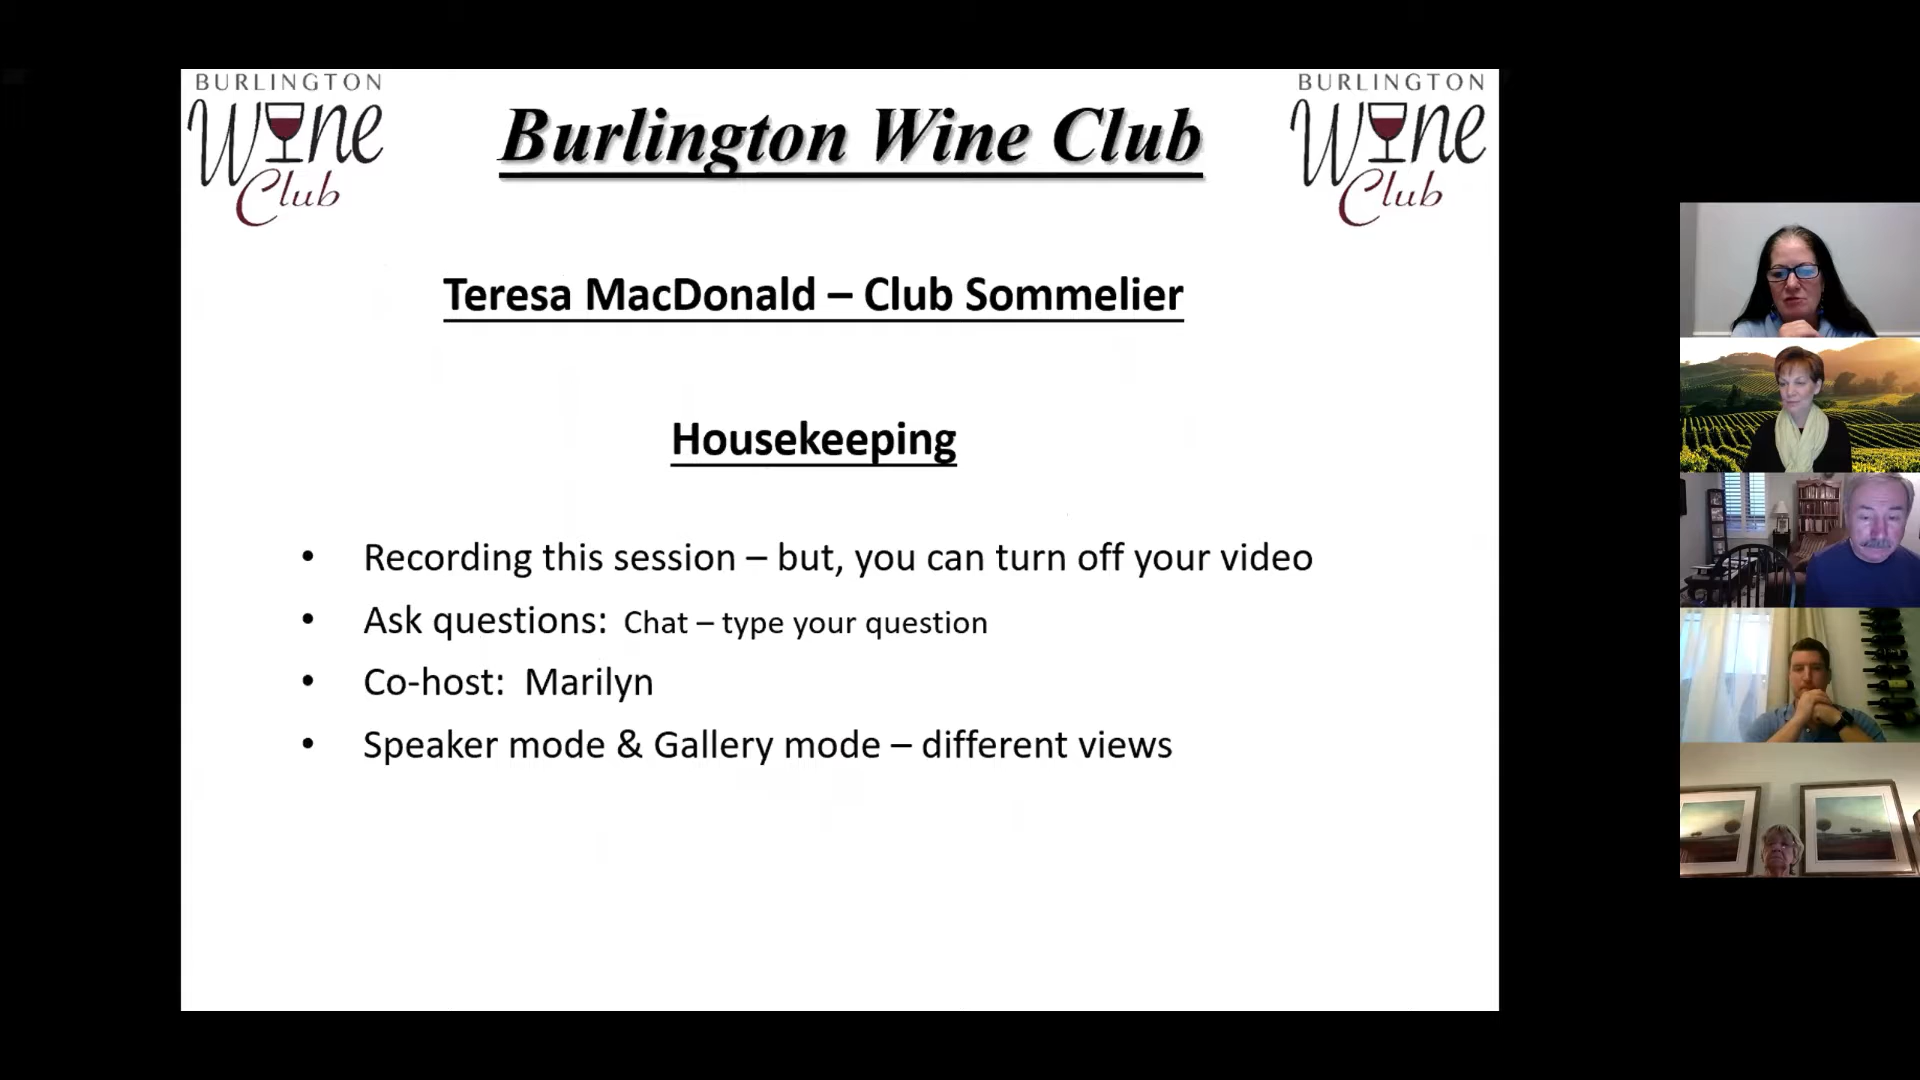 BURLINGTON
Wine
Club
Burlington Wine Club
BURLINGTON
Wine
Club
Teresa MacDonald – Club Sommelier
Housekeeping
• Recording this session – but, you can turn off your video
• Ask questions: Chat – type your question
• Co-host: Marilyn
• Speaker mode & Gallery mode – different views